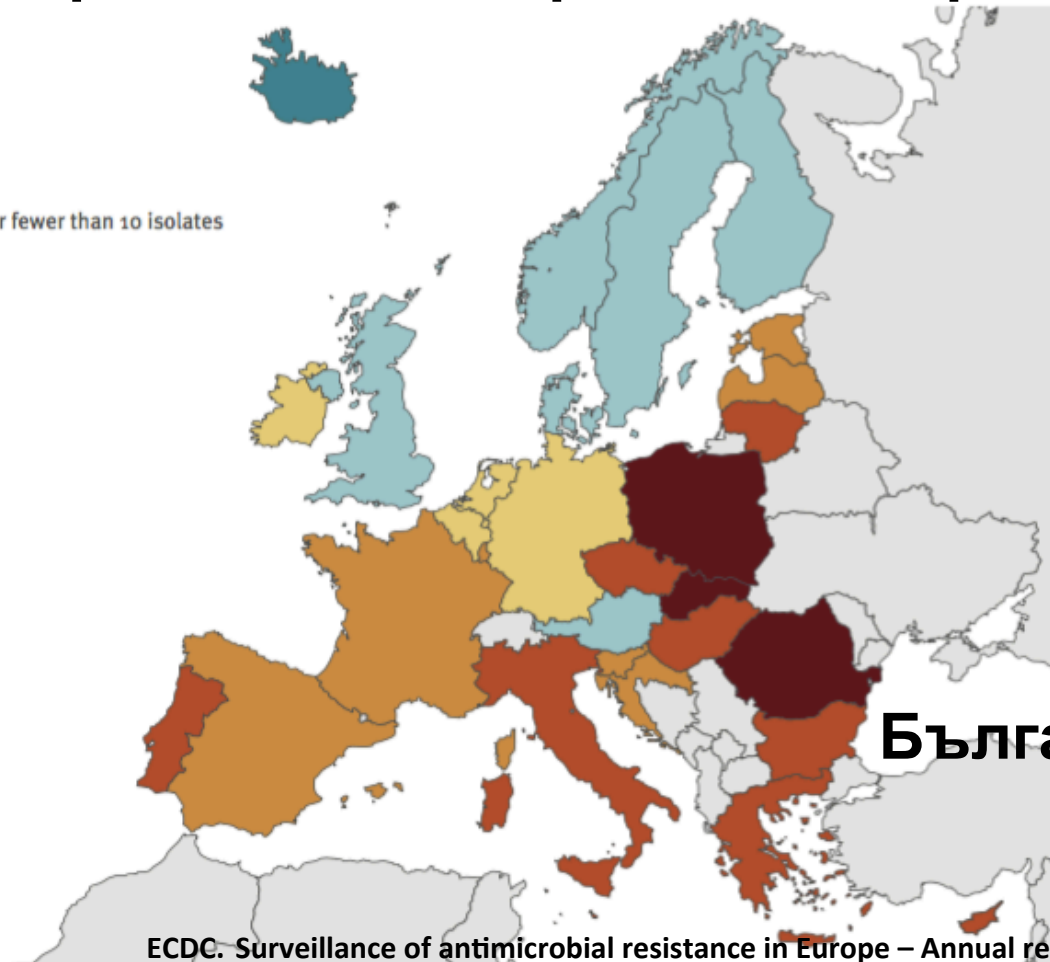 r fewer than 10 isolates
Бълга
ECDC. Surveillance of antimicrobial resistance in Europe – Annual re